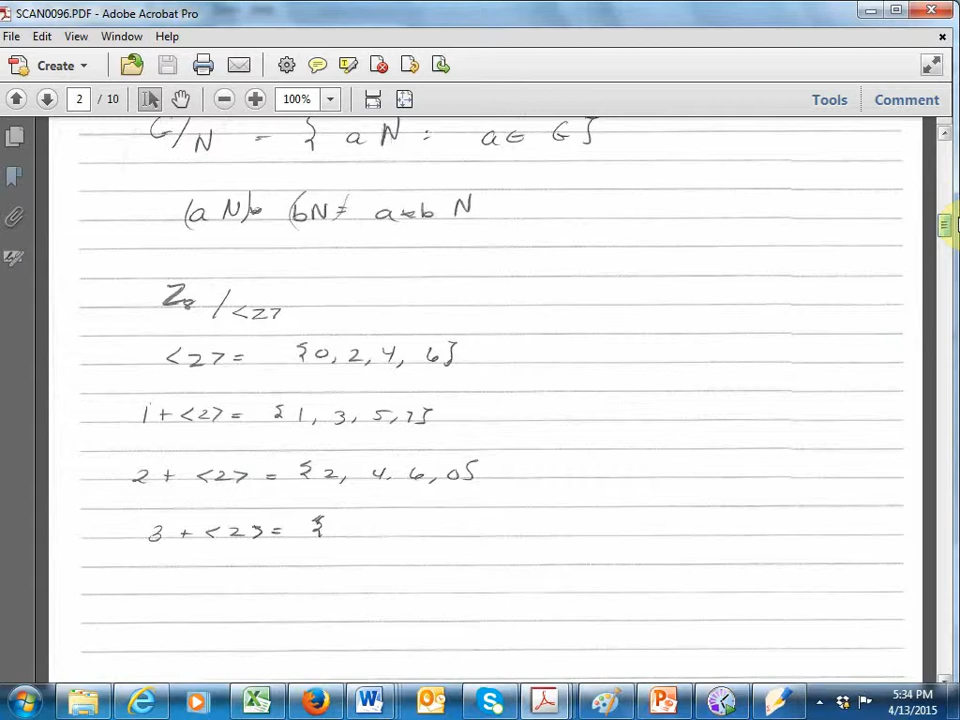 SCAN0096.PDF - Adobe Acrobat Pro
File Edit View Window Help
Create
2 / 10 100% Tools Comment
G/N = { aN : a ∈ G }
(aN)* (bN) = a*b N
Z8 / <2>
<2> = {0, 2, 4, 6}
1 + <2> = {1, 3, 5, 7}
2 + <2> = {2, 4, 6, 0}
3 + <2> = {
5:34 PM
4/13/2015